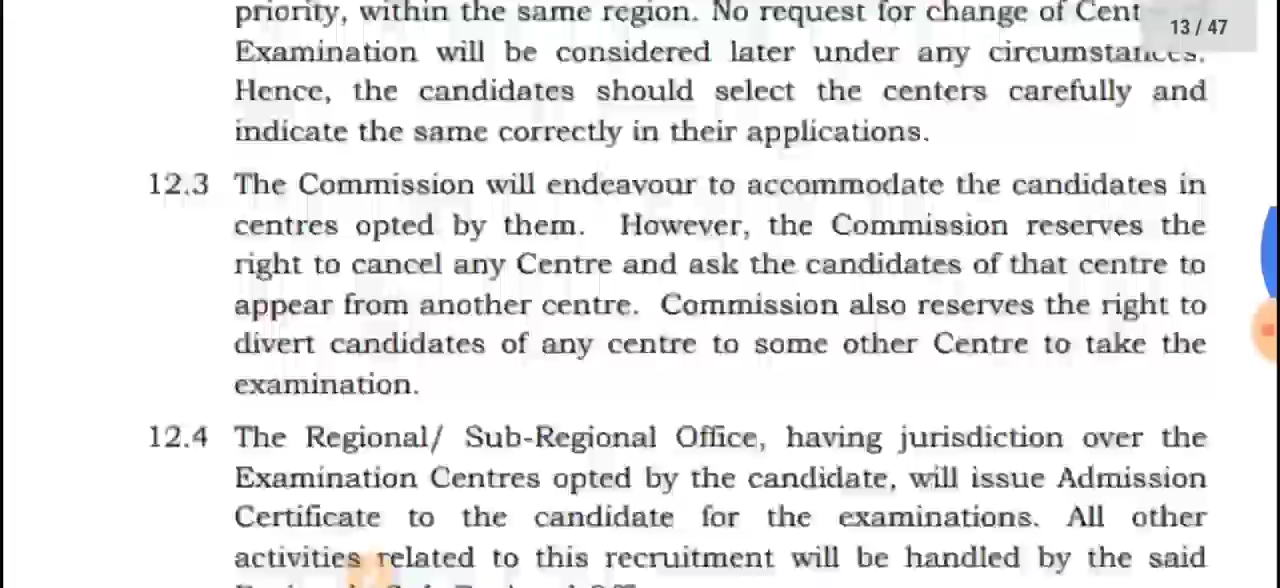 priority, within the same region. No request for change of Cent
13 / 47
Examination will be considered later under any circumstances.
Hence, the candidates should select the centers carefully and
indicate the same correctly in their applications.
12.3 The Commission will endeavour to accommodate the candidates in
centres opted by them. However, the Commission reserves the
right to cancel any Centre and ask the candidates of that centre to
appear from another centre. Commission also reserves the right to
divert candidates of any centre to some other Centre to take the
examination.
12.4 The Regional/ Sub-Regional Office, having jurisdiction over the
Examination Centres opted by the candidate, will issue Admission
Certificate to the candidate for the examinations. All other
activities related to this recruitment will be handled by the said